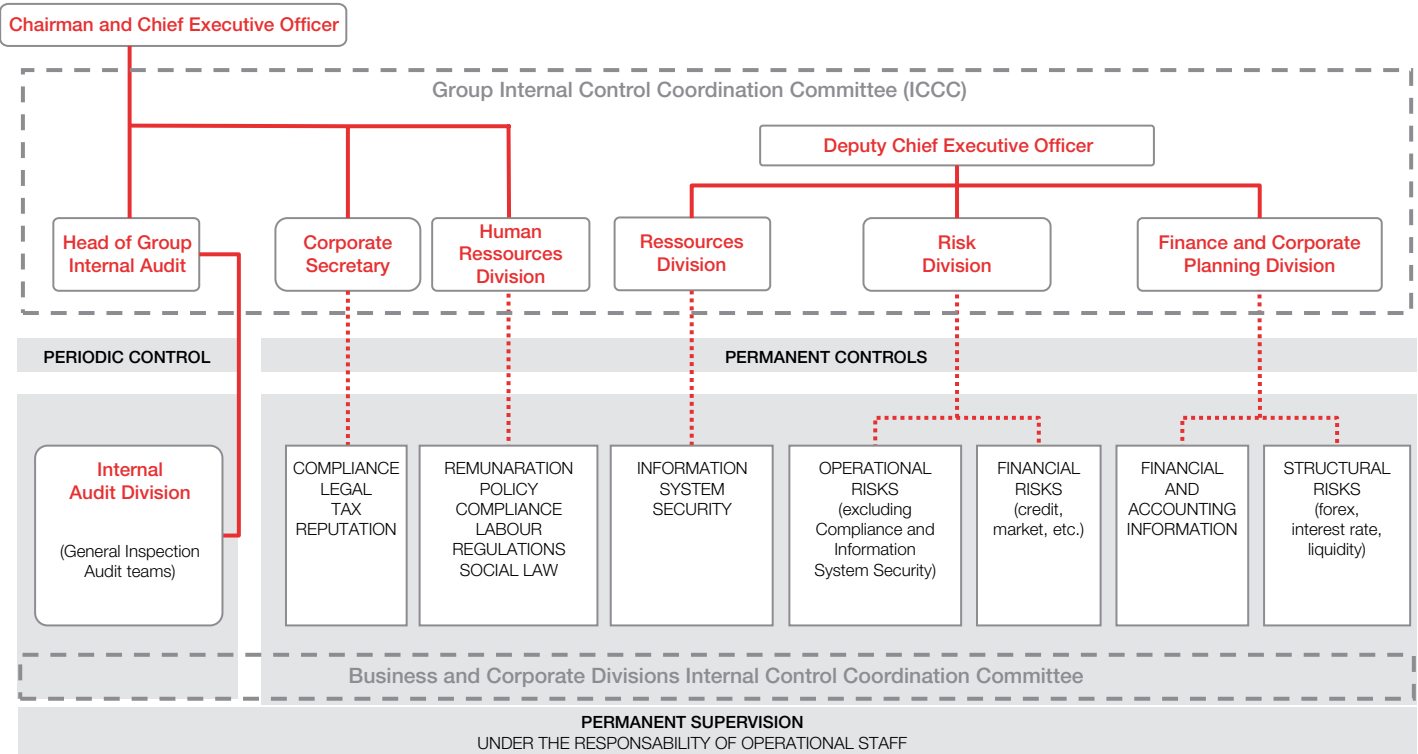 Chairman and Chief Executive Officer
Group Internal Control Coordination Committee (ICCC)
Deputy Chief Executive Officer
Head of Group
Internal Audit
Corporate
Secretary
Human
Ressources
Division
Ressources
Division
Risk
Division
Finance and Corporate
Planning Division
PERIODIC CONTROL
PERMANENT CONTROLS
Internal
Audit Division
(General Inspection
Audit teams)
COMPLIANCE
LEGAL
TAX
REPUTATION
REMUNARATION
POLICY
COMPLIANCE
LABOUR
REGULATIONS
SOCIAL LAW
INFORMATION
SYSTEM
SECURITY
OPERATIONAL
RISKS
(excluding
Compliance and
Information
System Security)
FINANCIAL
RISKS
(credit,
market, etc.)
FINANCIAL
AND
ACCOUNTING
INFORMATION
STRUCTURAL
RISKS
(forex,
interest rate,
liquidity)
Business and Corporate Divisions Internal Control Coordination Committee
PERMANENT SUPERVISION
UNDER THE RESPONSABILITY OF OPERATIONAL STAFF